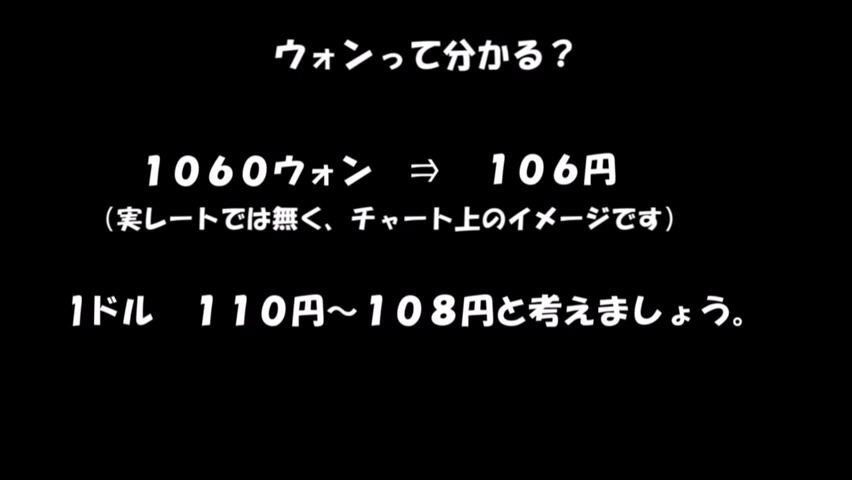 ウォンって分かる？
１０６０ウォン　⇒　１０６円
（実レートでは無く、チャート上のイメージです）
１ドル　１１０円～１０８円と考えましょう。